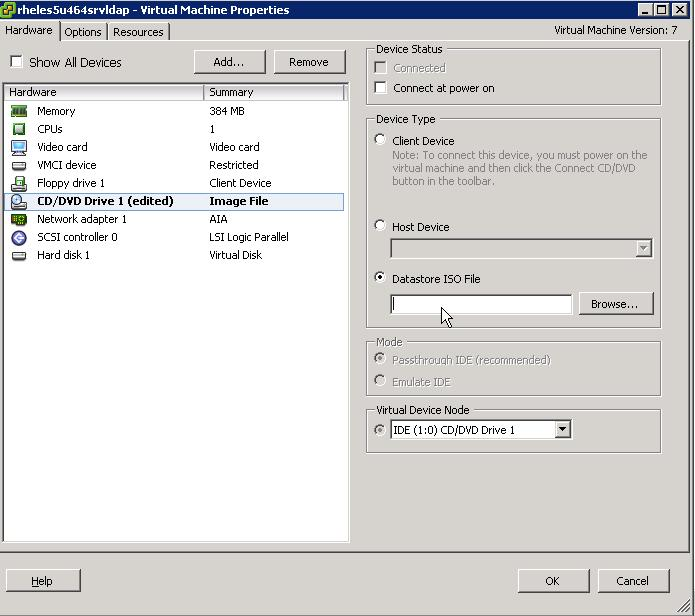 rheles5u464srvldap - Virtual Machine Properties
Hardware Options Resources
Virtual Machine Version: 7
Show All Devices Add... Remove
Hardware Summary
Memory 384 MB
CPUs 1
Video card Video card
VMCI device Restricted
Floppy drive 1 Client Device
CD/DVD Drive 1 (edited) Image File
Network adapter 1 AIA
SCSI controller 0 LSI Logic Parallel
Hard disk 1 Virtual Disk
Device Status
Connected
Connect at power on
Device Type
Client Device
Note: To connect this device, you must power on the
virtual machine and then click the Connect CD/DVD
button in the toolbar.
Host Device
Datastore ISO File
Browse...
Mode
Passthrough IDE (recommended)
Emulate IDE
Virtual Device Node
IDE (1:0) CD/DVD Drive 1
Help OK Cancel